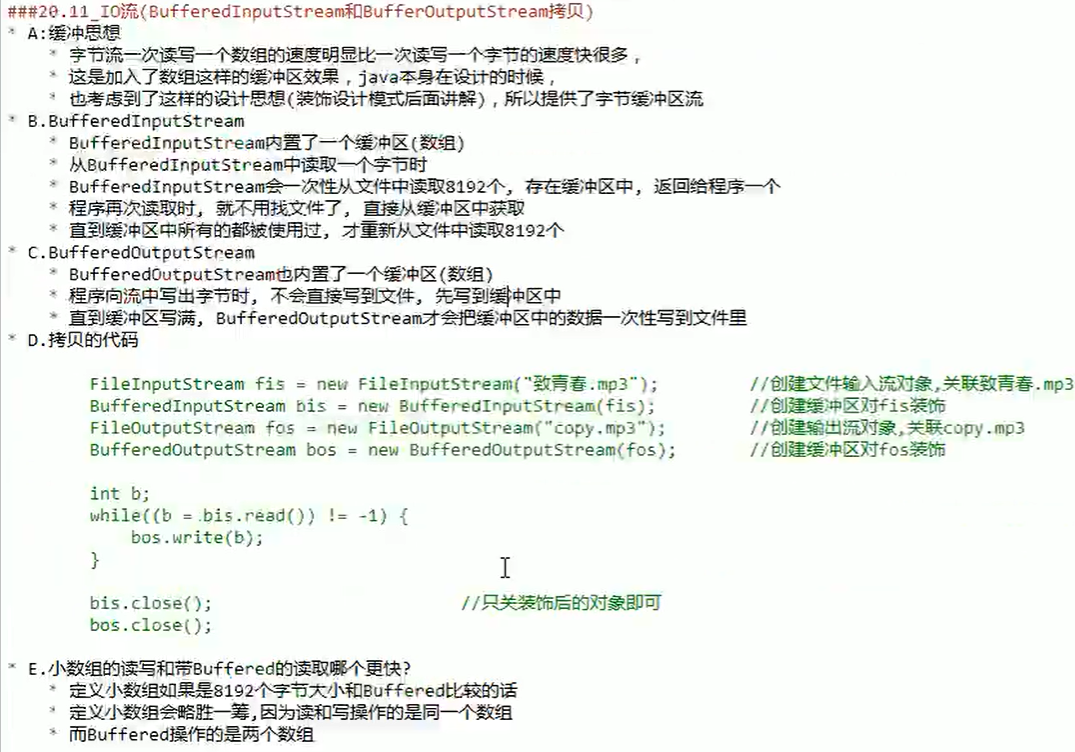 ###20.11_IO流(BufferedInputStream和BufferOutputStream拷贝)
* A:缓冲思想
* 字节流一次读写一个数组的速度明显比一次读写一个字节的速度快很多，
* 这是加入了数组这样的缓冲区效果，java本身在设计的时候，
* 也考虑到了这样的设计思想(装饰设计模式后面讲解)，所以提供了字节缓冲区流
* B.BufferedInputStream
* BufferedInputStream内置了一个缓冲区(数组)
* 从BufferedInputStream中读取一个字节时
* BufferedInputStream会一次性从文件中读取8192个, 存在缓冲区中, 返回给程序一个
* 程序再次读取时, 就不用找文件了, 直接从缓冲区中获取
* 直到缓冲区中所有的都被使用过, 才重新从文件中读取8192个
* C.BufferedOutputStream
* BufferedOutputStream也内置了一个缓冲区(数组)
* 程序向流中写出字节时, 不会直接写到文件, 先写到缓冲区中
* 直到缓冲区写满, BufferedOutputStream才会把缓冲区中的数据一次性写到文件里
* D.拷贝的代码
FileInputStream fis = new FileInputStream("致青春.mp3"); //创建文件输入流对象,关联致青春.mp3
BufferedInputStream bis = new BufferedInputStream(fis); //创建缓冲区对fis装饰
FileOutputStream fos = new FileOutputStream("copy.mp3"); //创建输出流对象,关联copy.mp3
BufferedOutputStream bos = new BufferedOutputStream(fos); //创建缓冲区对fos装饰
int b;
while((b = bis.read()) != -1) {
bos.write(b);
}
bis.close(); //只关装饰后的对象即可
bos.close();
* E.小数组的读写和带Buffered的读取哪个更快?
* 定义小数组如果是8192个字节大小和Buffered比较的话
* 定义小数组会略胜一筹,因为读和写操作的是同一个数组
* 而Buffered操作的是两个数组